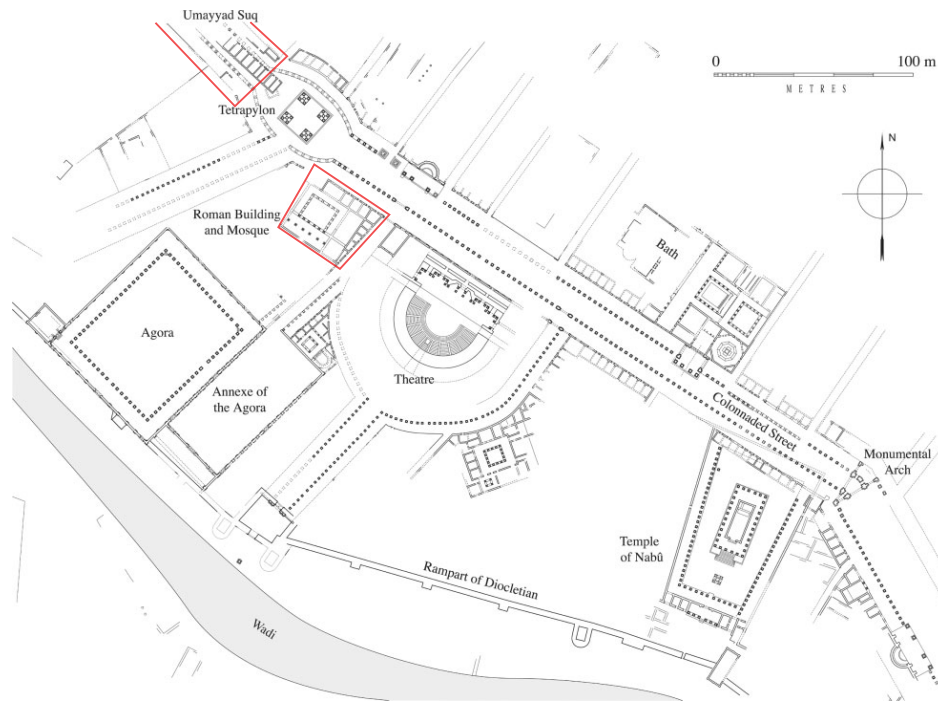 Umayyad Suq
0 100 m
METRES
Tetrapylon
N
Roman Building
and Mosque
Bath
Agora
Theatre
Annexe of
the Agora
Colonnaded Street
Monumental
Arch
Temple
of Nabû
Rampart of Diocletian
Wadi